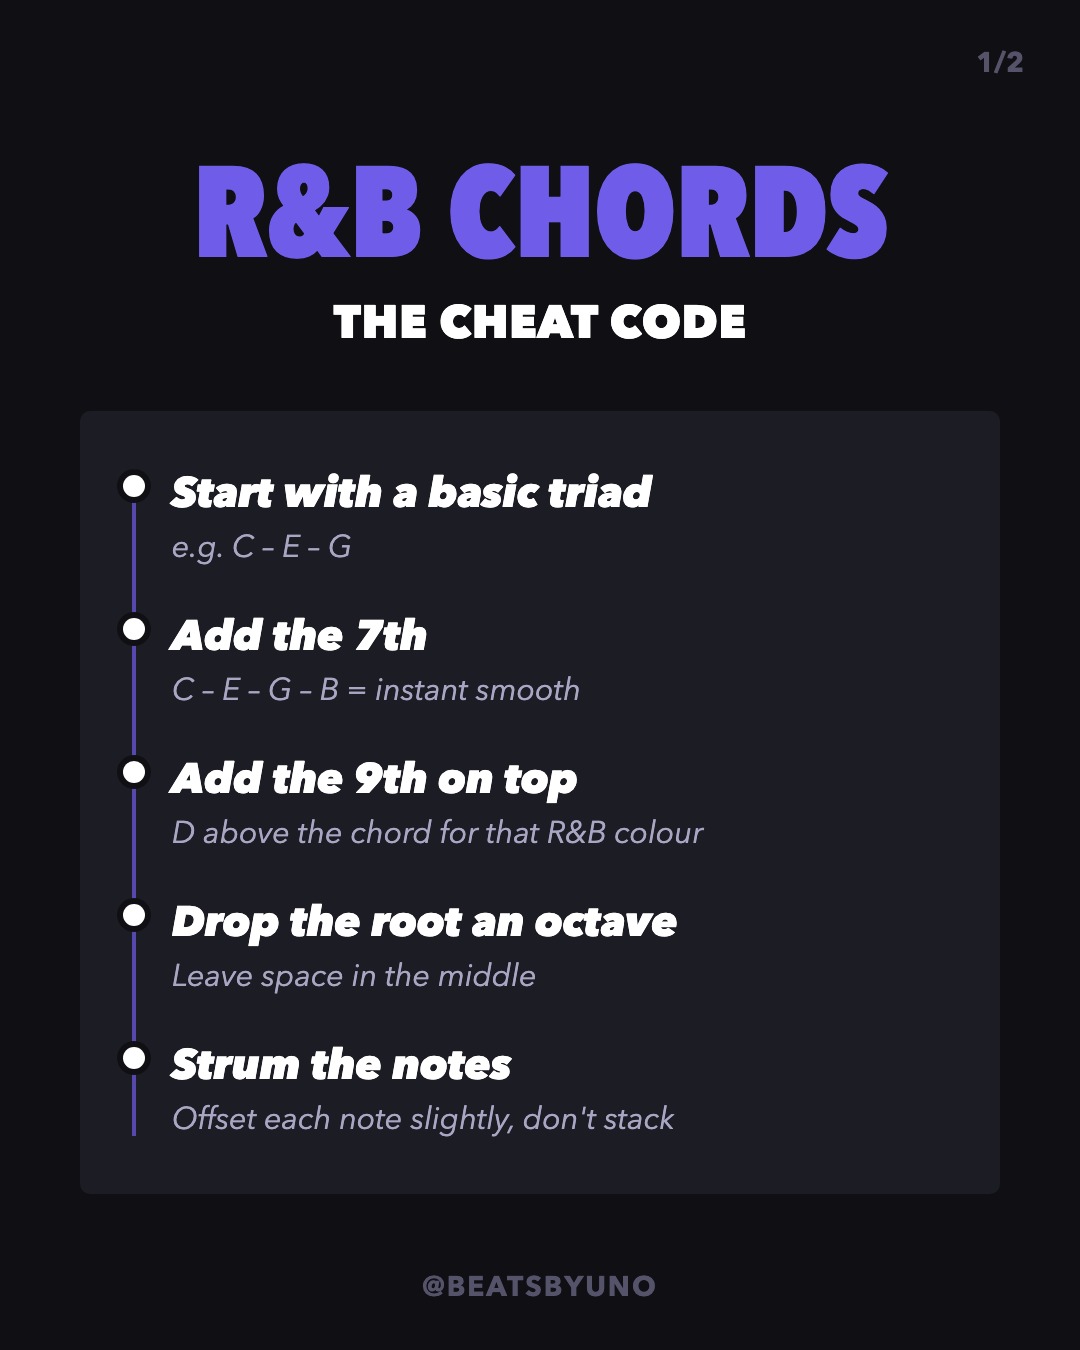 1/2
R&B CHORDS
THE CHEAT CODE
Start with a basic triad
e.g. C – E – G
Add the 7th
C – E – G – B = instant smooth
Add the 9th on top
D above the chord for that R&B colour
Drop the root an octave
Leave space in the middle
Strum the notes
Offset each note slightly, don't stack
@BEATSBYUNO